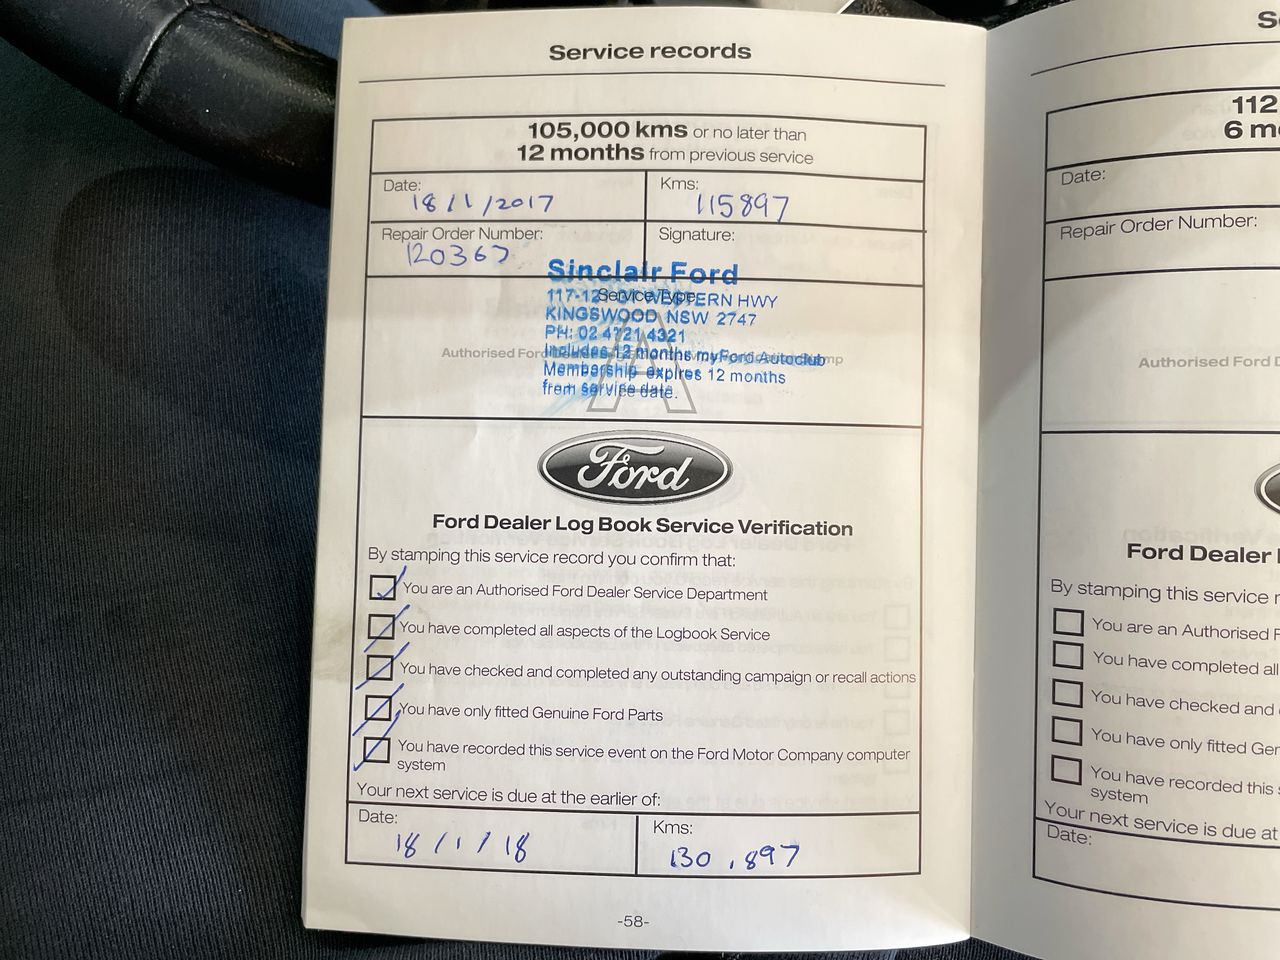 Service records
105,000 kms or no later than
12 months from previous service
Date:
18/1/2017
Kms:
115897
Repair Order Number:
120367
Signature:
Sinclair Ford
Service Type
WESTERN HWY
KINGSWOOD NSW 2747
PH: 02 4721 4321
Authorised Ford
Includes 12 months myFord Autoclub
Membership expires 12 months
from service date.
A
Ford
Ford Dealer Log Book Service Verification
By stamping this service record you confirm that:
You are an Authorised Ford Dealer Service Department
You have completed all aspects of the Logbook Service
You have checked and completed any outstanding campaign or recall actions
You have only fitted Genuine Ford Parts
You have recorded this service event on the Ford Motor Company computer
system
Your next service is due at the earlier of:
Date:
18/1/18
Kms:
130,897
-58-
112
Date:
Repair Order Number:
Authorised Ford
Ford Dealer
By stamping this service
You are an Authorised
You have completed all
You have checked and
You have only fitted
You have recorded this
system
Your next service is due at
Date: